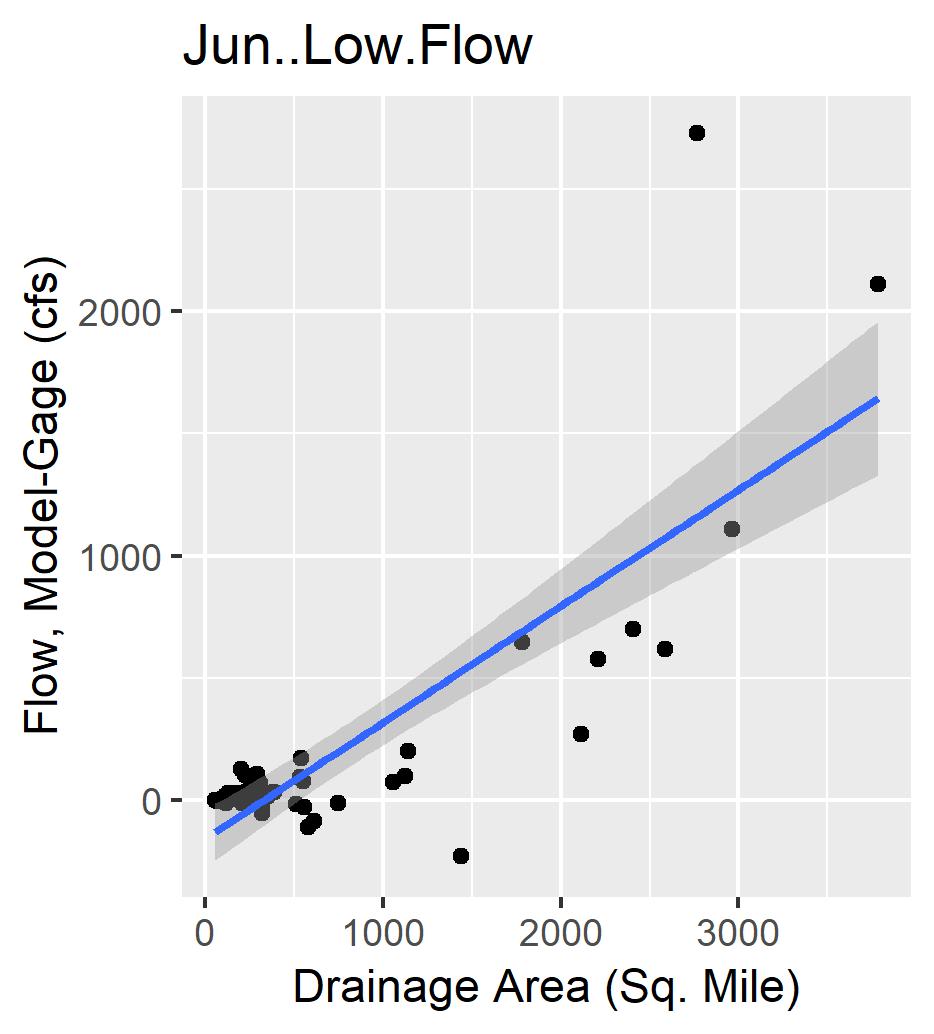 Jun..Low.Flow
Flow, Model-Gage (cfs)
2000
1000
0
0 1000 2000 3000
Drainage Area (Sq. Mile)